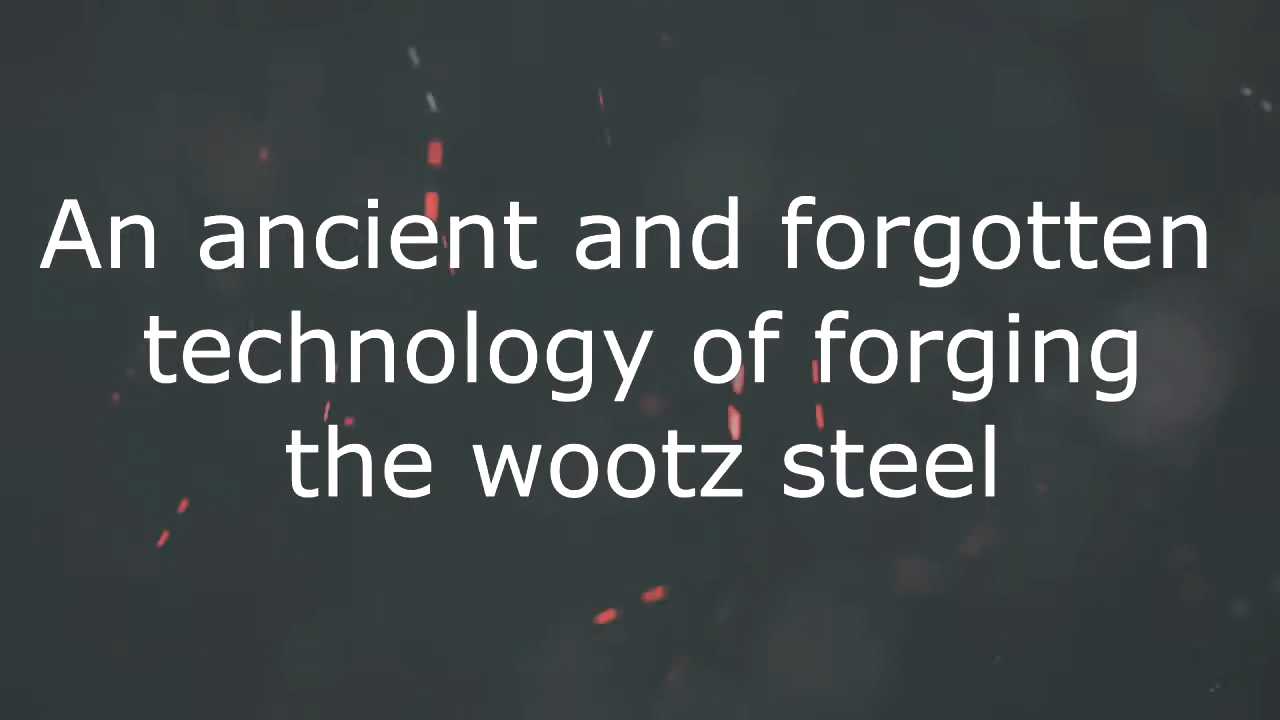 An ancient and forgotten
technology of forging
the wootz steel